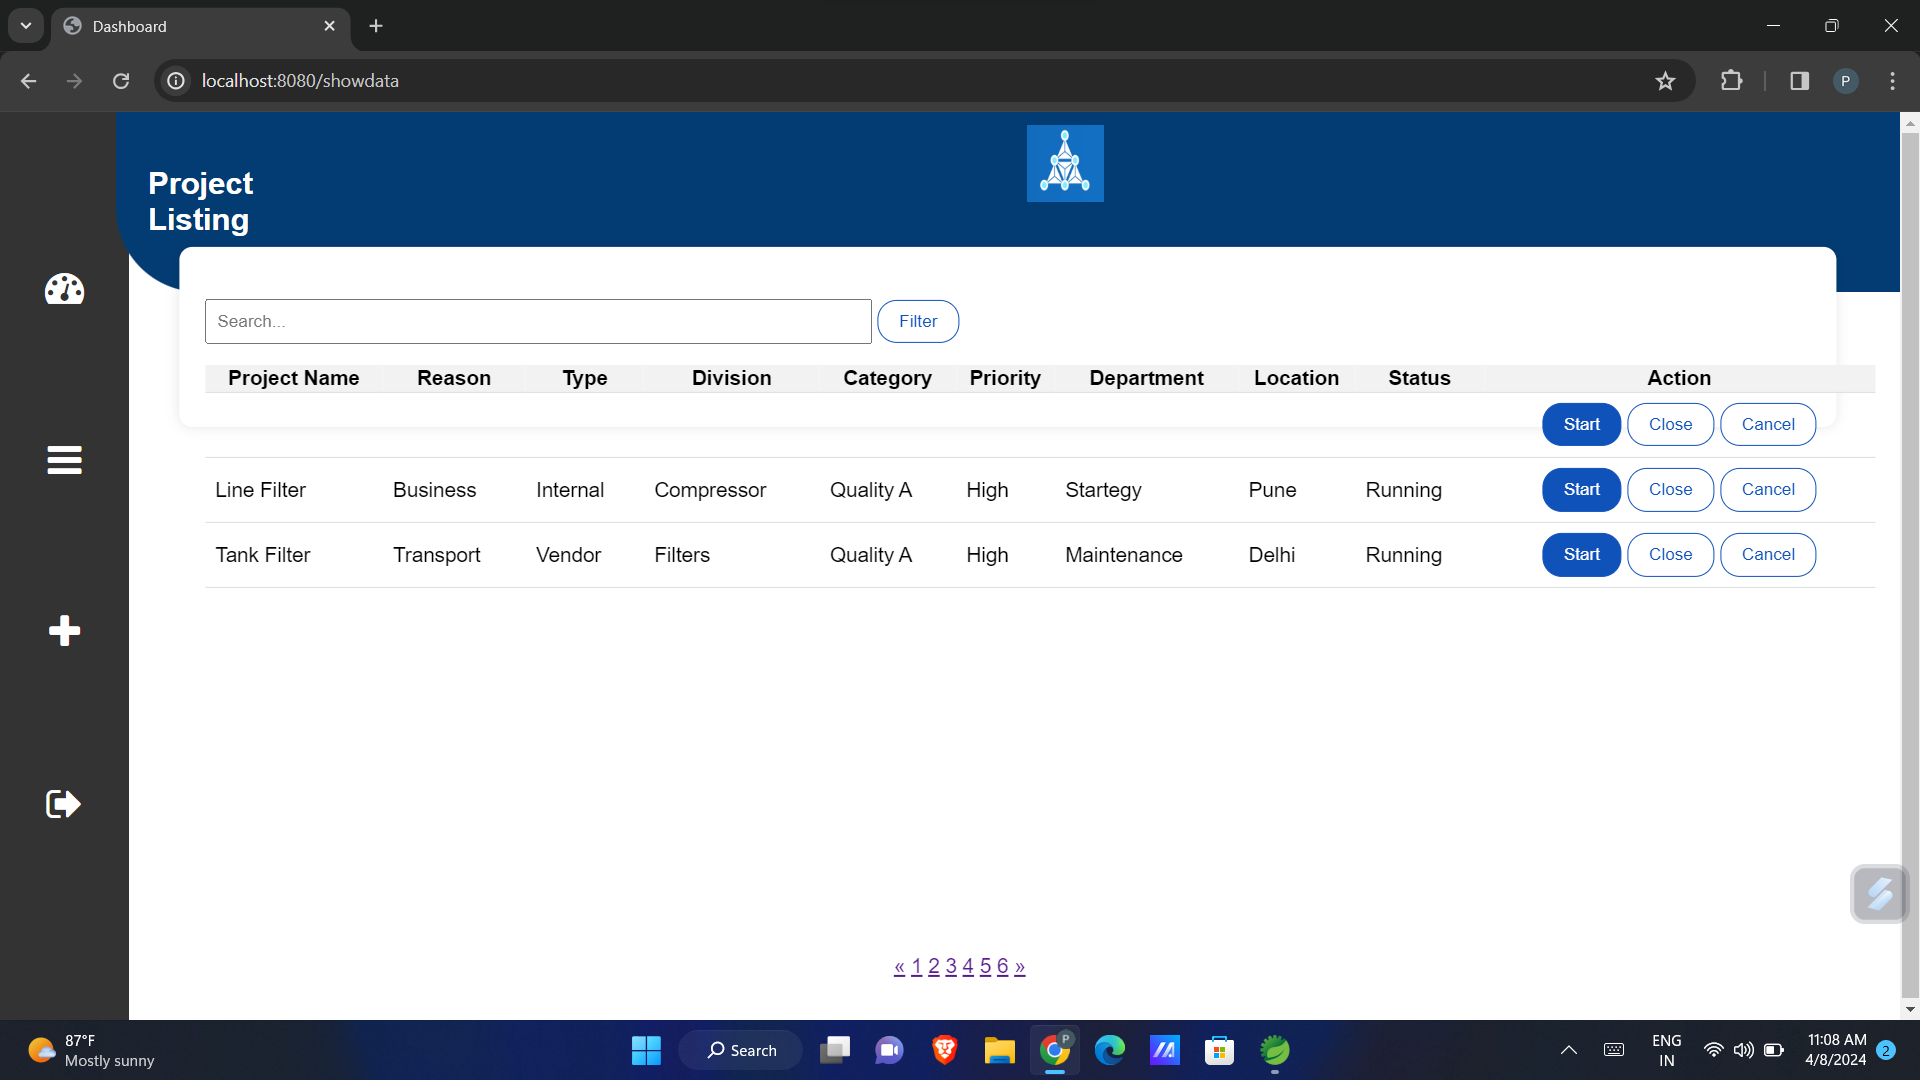 Dashboard
localhost:8080/showdata
P
Project
Listing
Search...
Filter
Project Name Reason Type Division Category Priority Department Location Status Action
Start Close Cancel
Line Filter Business Internal Compressor Quality A High Startegy Pune Running Start Close Cancel
Tank Filter Transport Vendor Filters Quality A High Maintenance Delhi Running Start Close Cancel
« 1 2 3 4 5 6 »
87°F
Mostly sunny
Search
P
ENG
IN
11:08 AM
4/8/2024
2